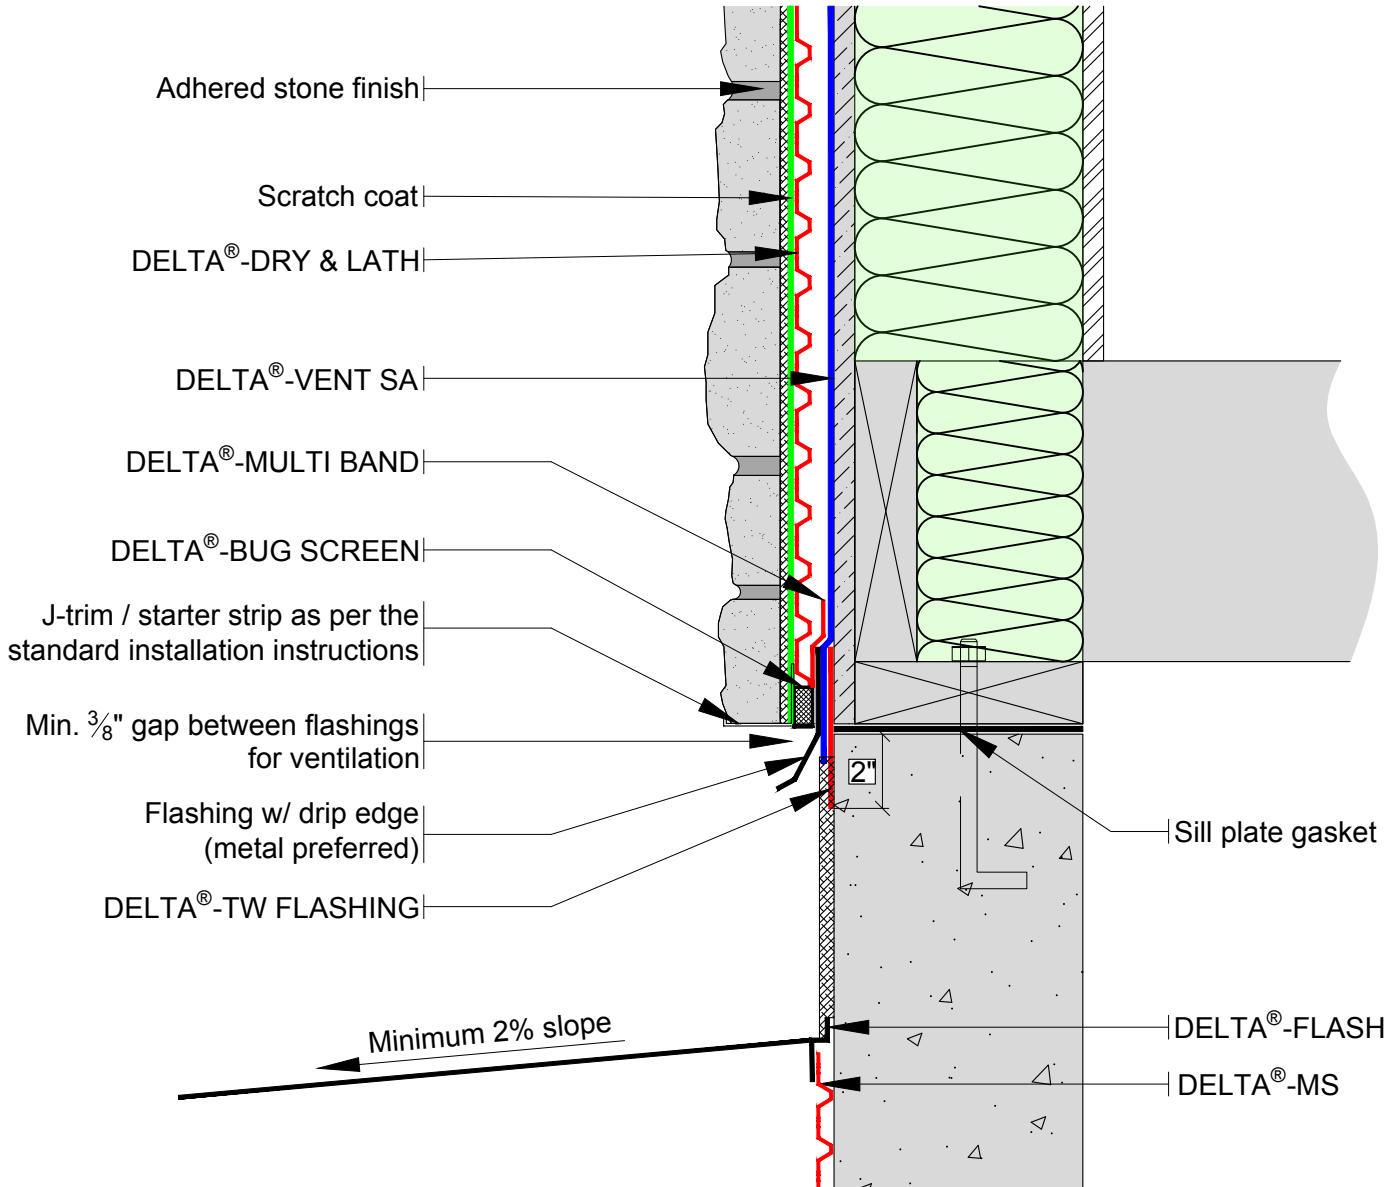 Adhered stone finish
Scratch coat
DELTA®-DRY & LATH
DELTA®-VENT SA
DELTA®-MULTI BAND
DELTA®-BUG SCREEN
J-trim / starter strip as per the
standard installation instructions
Min. ⅜" gap between flashings
for ventilation
2"
Flashing w/ drip edge
(metal preferred)
Sill plate gasket
DELTA®-TW FLASHING
Minimum 2% slope
DELTA®-FLASH
DELTA®-MS